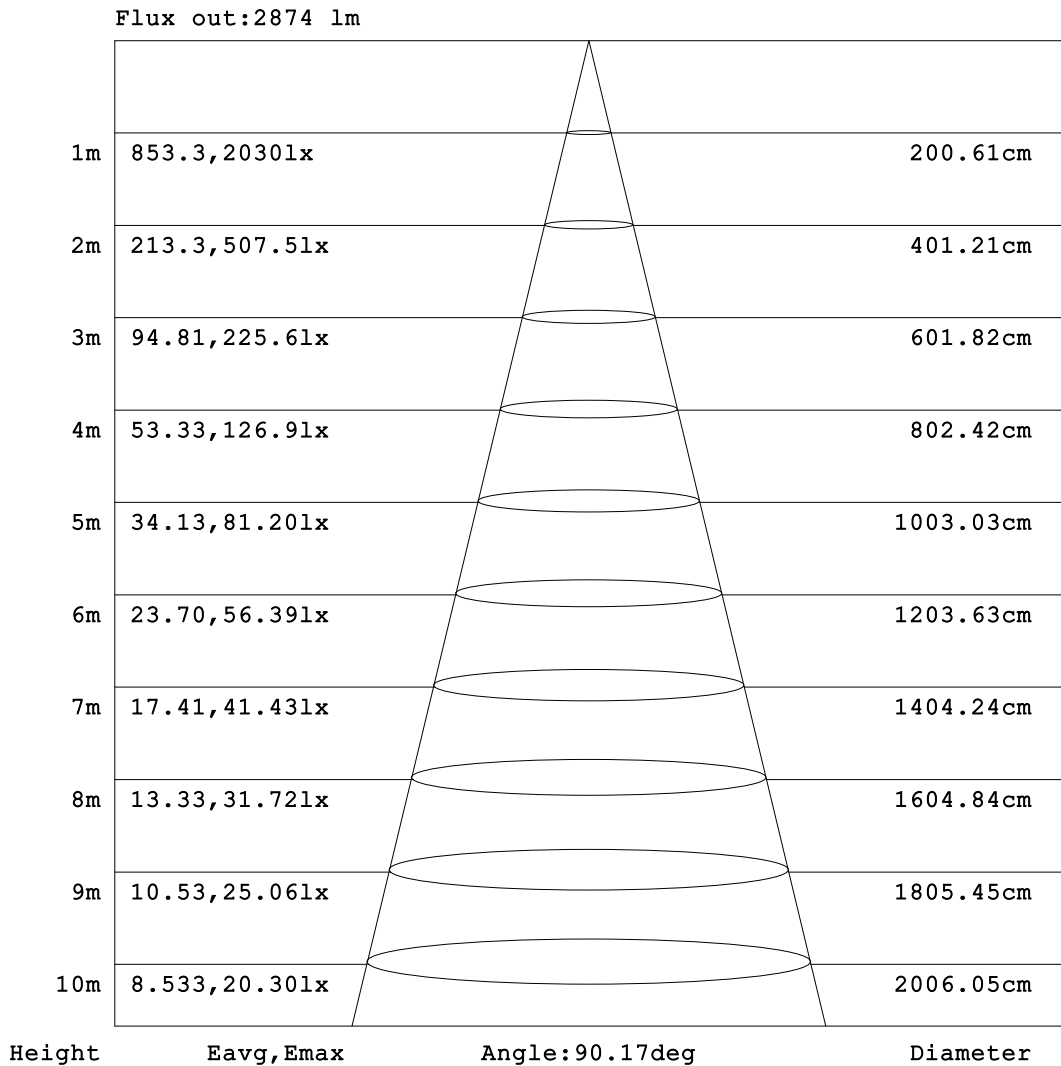 Flux out:2874 lm
1m 853.3,2030lx 200.61cm
2m 213.3,507.5lx 401.21cm
3m 94.81,225.6lx 601.82cm
4m 53.33,126.9lx 802.42cm
5m 34.13,81.20lx 1003.03cm
6m 23.70,56.39lx 1203.63cm
7m 17.41,41.43lx 1404.24cm
8m 13.33,31.72lx 1604.84cm
9m 10.53,25.06lx 1805.45cm
10m 8.533,20.30lx 2006.05cm
Height Eavg,Emax Angle:90.17deg Diameter